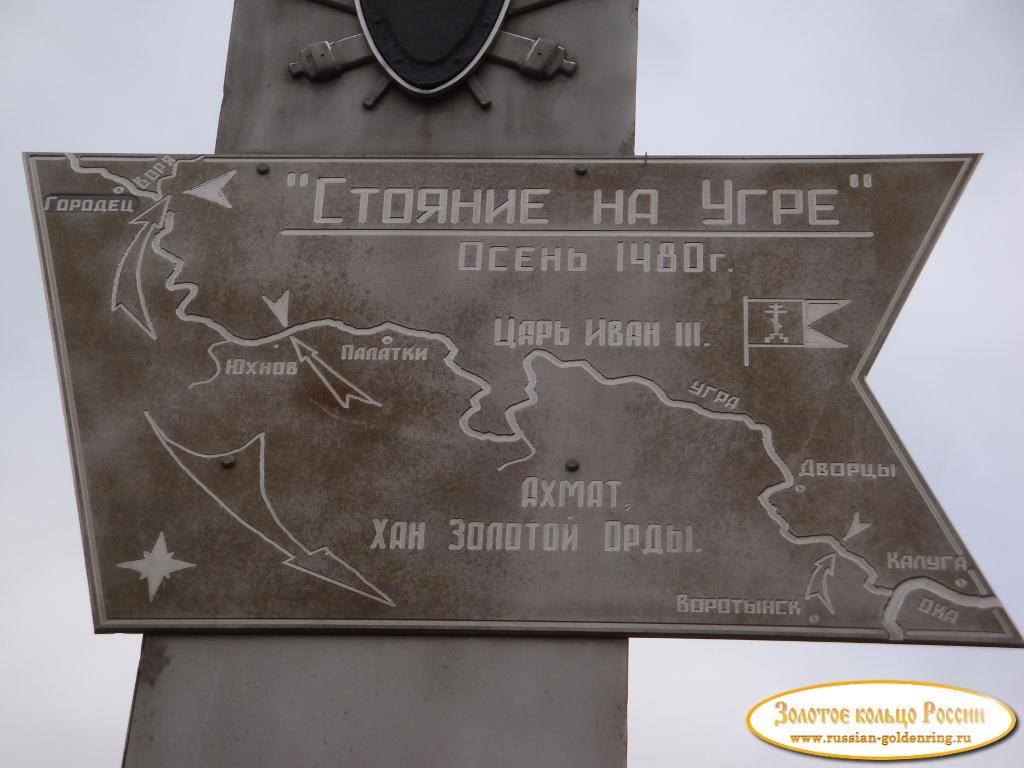 "Стояние на Угре"
Осень 1480г.
Воря
Городец
Царь Иван III.
Палатки
Юхнов
Угра
Дворцы
Ахмат,
Хан Золотой Орды.
Калуга
Воротынск
Ока
Золотое кольцо России
www.russian-goldenring.ru